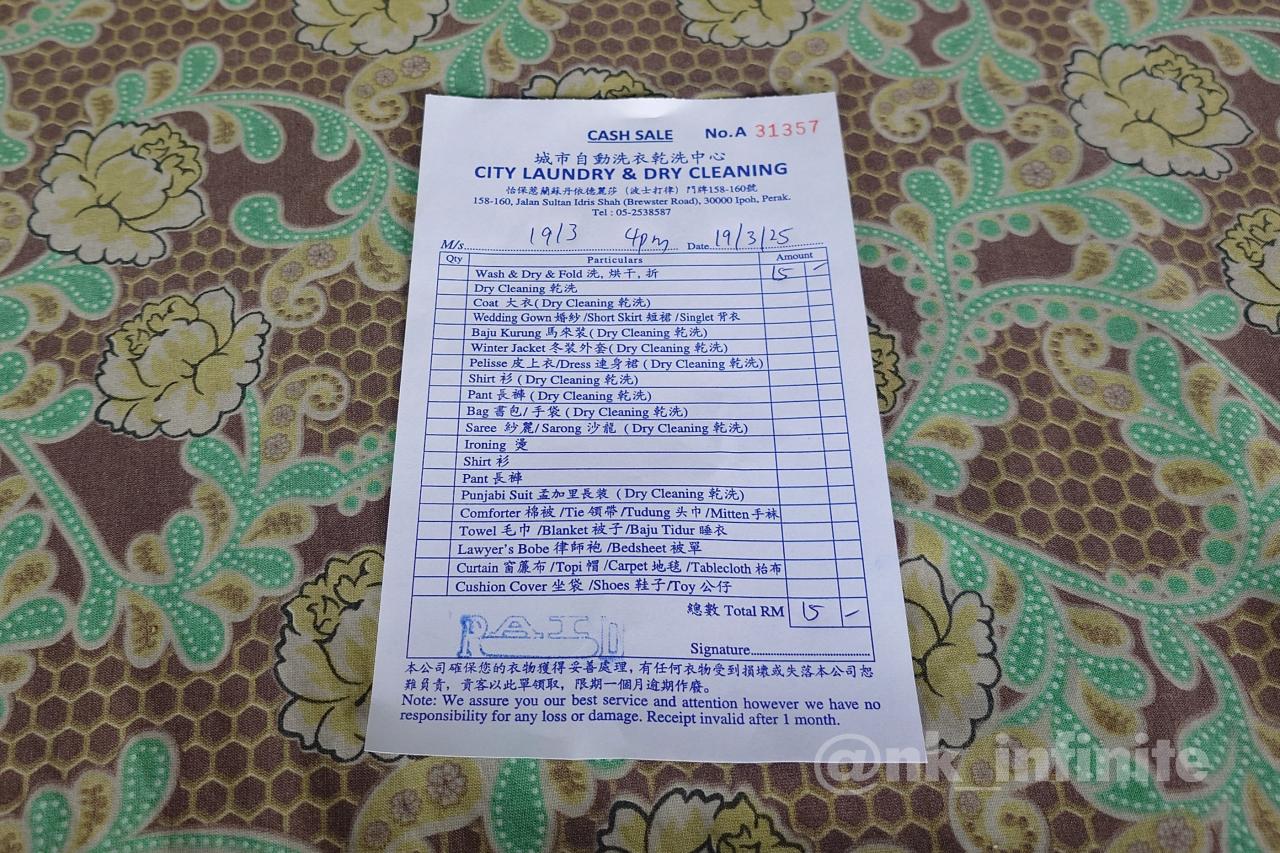 CASH SALE No.A 31357
城市自動洗衣乾洗中心
CITY LAUNDRY & DRY CLEANING
怡保葱蘭蘇丹依德麗莎（波士打律）門牌158-160號
158-160, Jalan Sultan Idris Shah (Brewster Road), 30000 Ipoh, Perak.
Tel : 05-2538587
M/s. 19/3 4pm Date 19/3/25
Qty Particulars Amount
Wash & Dry & Fold 洗, 烘干, 折 15 -
Dry Cleaning 乾洗
Coat 大衣 ( Dry Cleaning 乾洗)
Wedding Gown 婚紗 /Short Skirt 短裙 /Singlet 背衣
Baju Kurung 馬來裝 ( Dry Cleaning 乾洗)
Winter Jacket 冬裝外套 ( Dry Cleaning 乾洗)
Pelisse 皮上衣/Dress 連身裙 ( Dry Cleaning 乾洗)
Shirt 衫 ( Dry Cleaning 乾洗)
Pant 長褲 ( Dry Cleaning 乾洗)
Bag 書包/ 手袋 ( Dry Cleaning 乾洗)
Saree 紗麗/ Sarong 沙龍 ( Dry Cleaning 乾洗)
Ironing 燙
Shirt 衫
Pant 長褲
Punjabi Suit 孟加里長装 ( Dry Cleaning 乾洗)
Comforter 棉被 /Tie 領帶 /Tudung 头巾 /Mitten 手袜
Towel 毛巾 /Blanket 被子 /Baju Tidur 睡衣
Lawyer's Bobe 律師袍 /Bedsheet 被單
Curtain 窗簾布 /Topi 帽 /Carpet 地毯 /Tablecloth 枱布
Cushion Cover 坐袋 /Shoes 鞋子/Toy 公仔
總數 Total RM 15 -
PAID
Signature
本公司確保您的衣物獲得妥善處理, 有任何衣物受到損壞或失落本公司恕
難負責, 貴客以此單領取, 限期一個月逾期作廢。
Note: We assure you our best service and attention however we have no
responsibility for any loss or damage. Receipt invalid after 1 month.
@nk_infinite